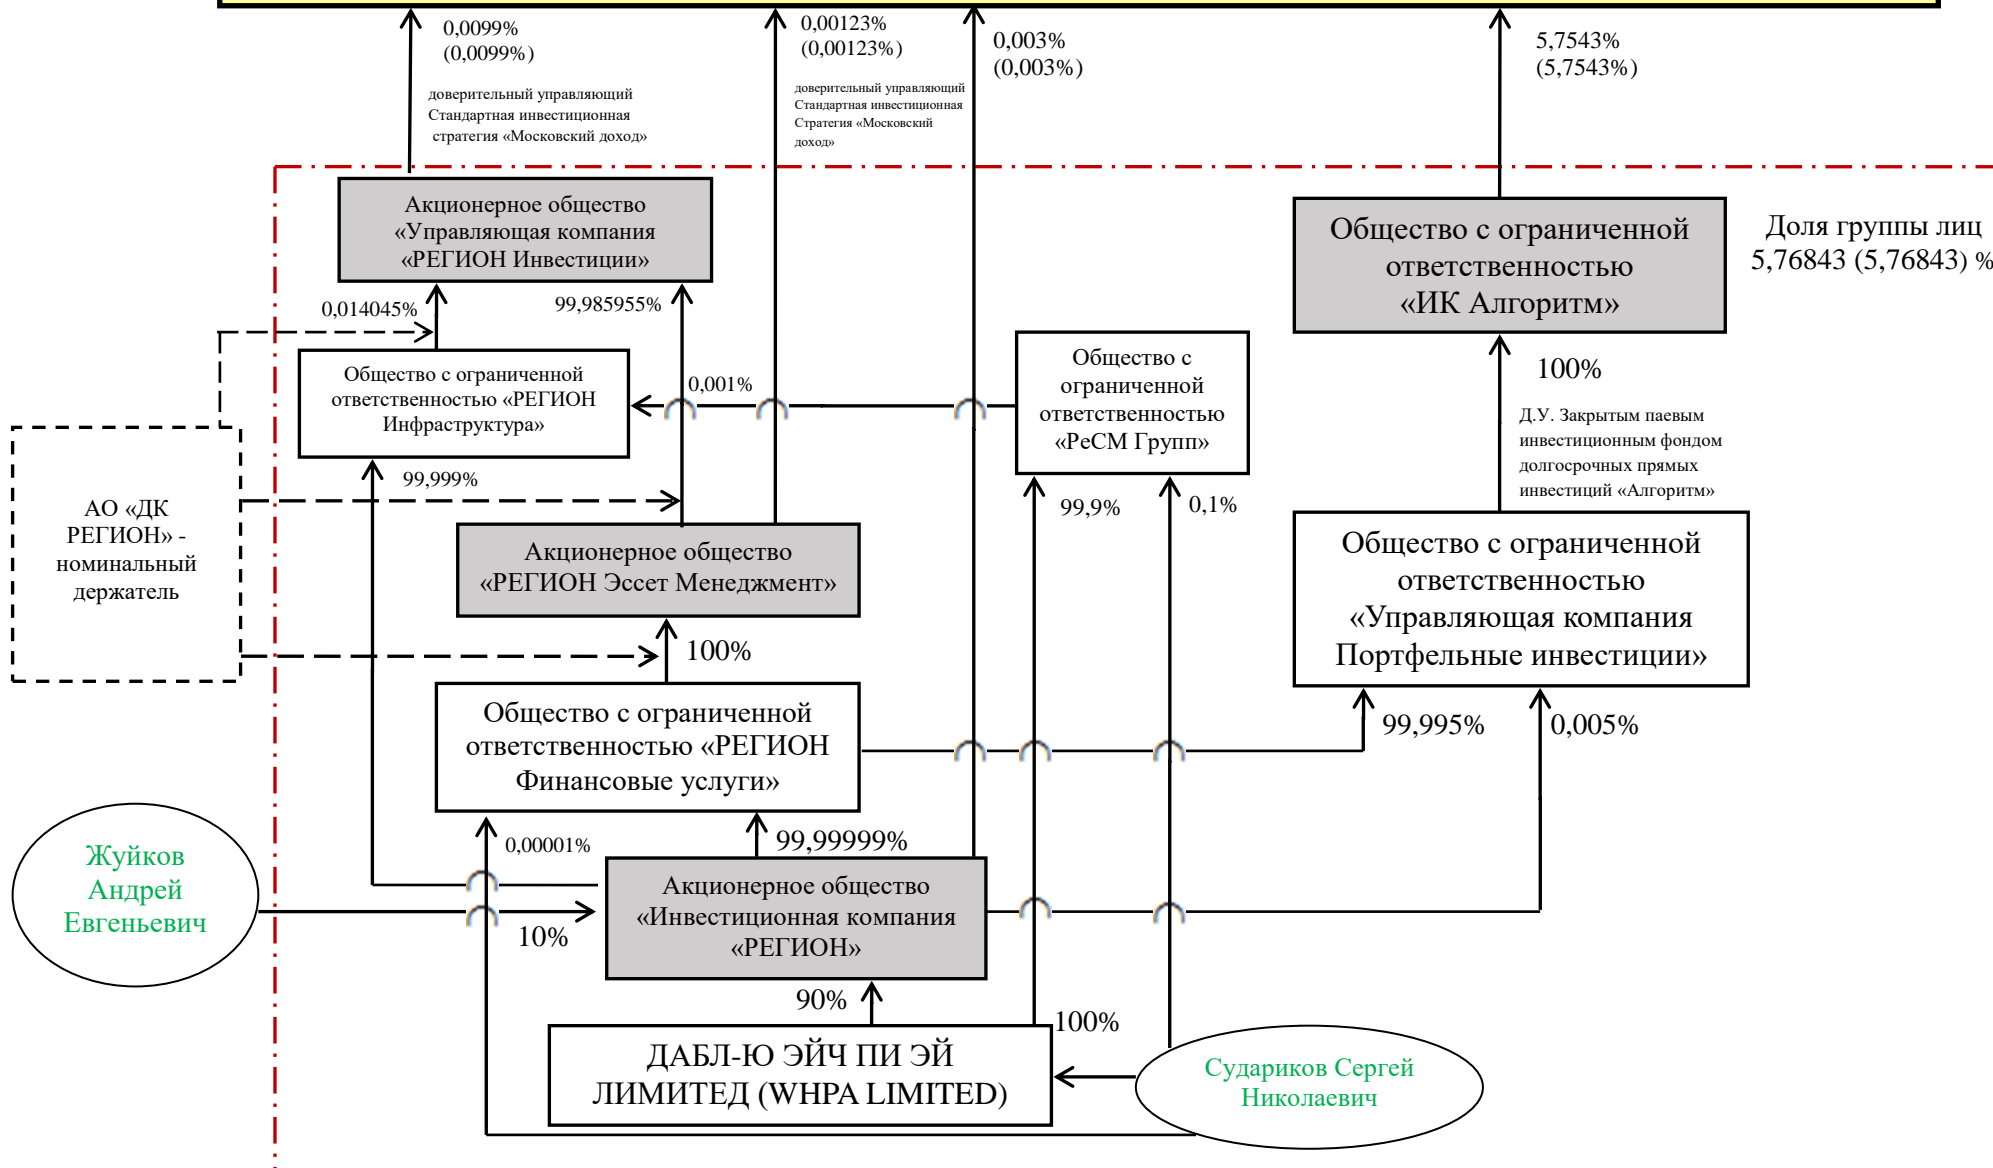 0,0099%
(0,0099%)
доверительный управляющий
Стандартная инвестиционная
стратегия «Московский доход»
0,00123%
(0,00123%)
доверительный управляющий
Стандартная инвестиционная
Стратегия «Московский
доход»
0,003%
(0,003%)
5,7543%
(5,7543%)
Акционерное общество
«Управляющая компания
«РЕГИОН Инвестиции»
Общество с ограниченной
ответственностью
«ИК Алгоритм»
Доля группы лиц
5,76843 (5,76843) %
0,014045%
99,985955%
Общество с ограниченной
ответственностью «РЕГИОН
Инфраструктура»
0,001%
Общество с
ограниченной
ответственностью
«РеСМ Групп»
100%
Д.У. Закрытым паевым
инвестиционным фондом
долгосрочных прямых
инвестиций «Алгоритм»
99,999%
99,9%
0,1%
АО «ДК
РЕГИОН» -
номинальный
держатель
Акционерное общество
«РЕГИОН Эссет Менеджмент»
Общество с ограниченной
ответственностью
«Управляющая компания
Портфельные инвестиции»
100%
Общество с ограниченной
ответственностью «РЕГИОН
Финансовые услуги»
99,995%
0,005%
0,00001%
99,99999%
Жуйков
Андрей
Евгеньевич
10%
Акционерное общество
«Инвестиционная компания
«РЕГИОН»
90%
100%
ДАБЛ-Ю ЭЙЧ ПИ ЭЙ
ЛИМИТЕД (WHPA LIMITED)
Судариков Сергей
Николаевич